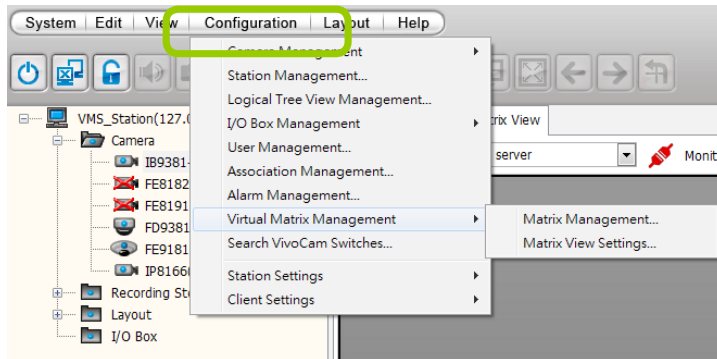 System Edit View Configuration Layout Help
Camera Management
Station Management...
Logical Tree View Management...
I/O Box Management
User Management...
Association Management...
Alarm Management...
Virtual Matrix Management
Search VivoCam Switches...
Station Settings
Client Settings
Matrix Management...
Matrix View Settings...
VMS_Station(127.0
Camera
IB9381-
FE8182
FE8191
FD9381
FE9181
IP8166(
Recording Sto
Layout
I/O Box
trix View
server
Monit